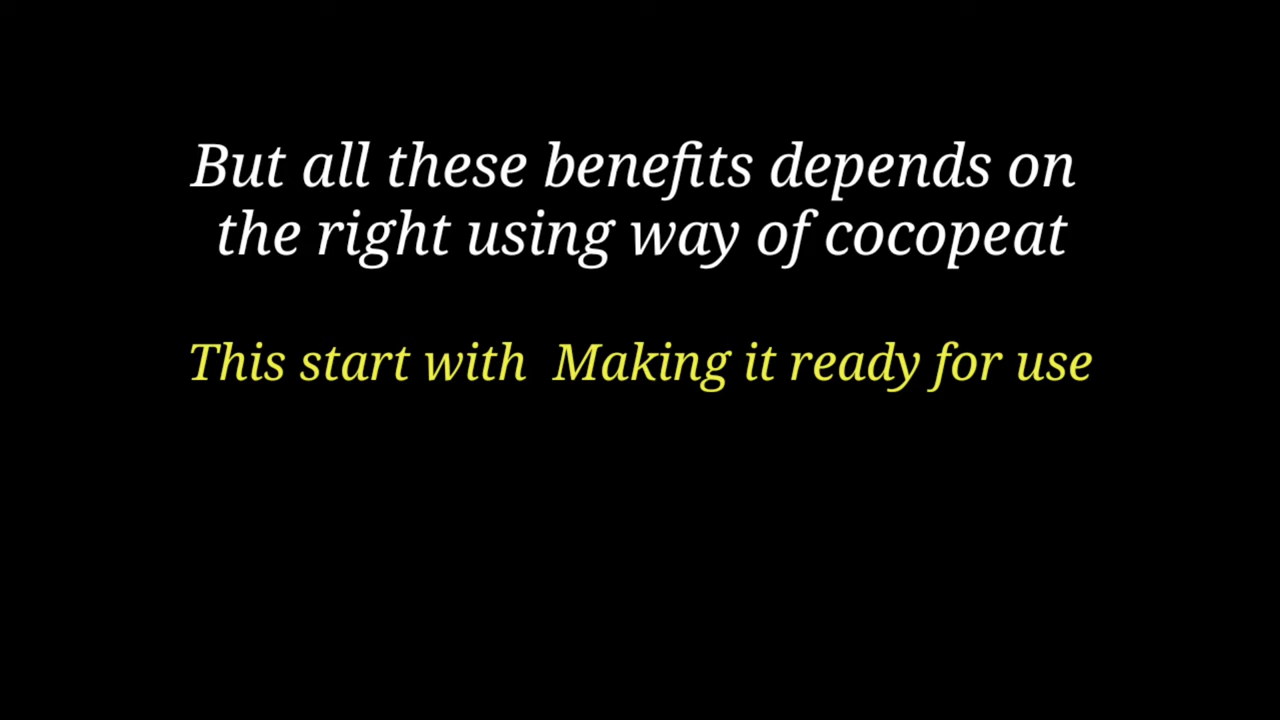 But all these benefits depends on
the right using way of cocopeat
This start with  Making it ready for use